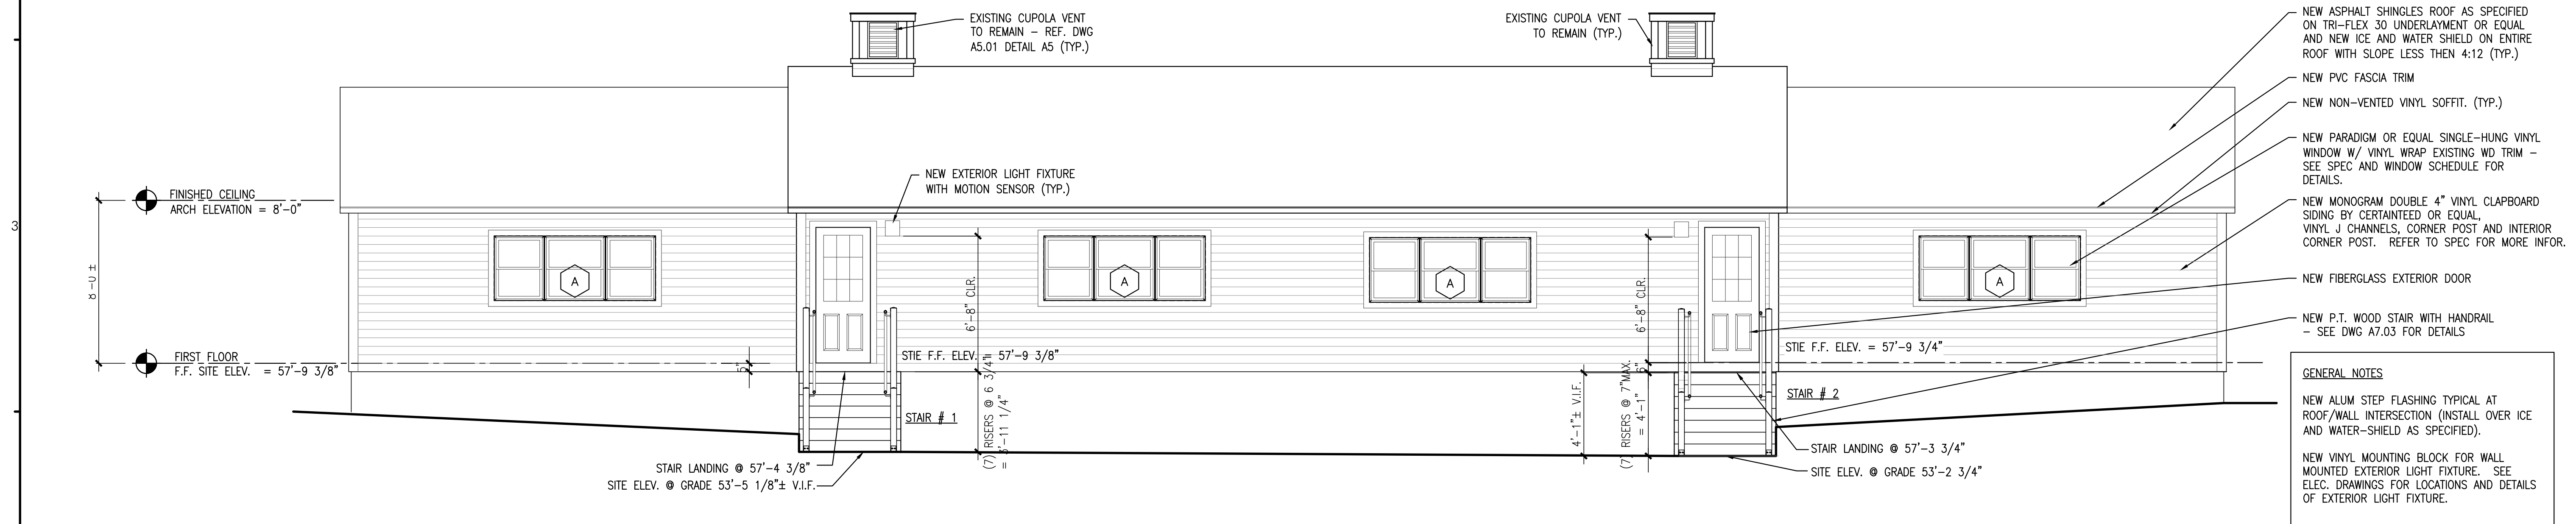 EXISTING CUPOLA VENT
TO REMAIN – REF. DWG
A5.01 DETAIL A5 (TYP.)
EXISTING CUPOLA VENT
TO REMAIN (TYP.)
NEW ASPHALT SHINGLES ROOF AS SPECIFIED
ON TRI-FLEX 30 UNDERLAYMENT OR EQUAL
AND NEW ICE AND WATER SHIELD ON ENTIRE
ROOF WITH SLOPE LESS THEN 4:12 (TYP.)
NEW PVC FASCIA TRIM
NEW NON-VENTED VINYL SOFFIT. (TYP.)
NEW PARADIGM OR EQUAL SINGLE-HUNG VINYL
WINDOW W/ VINYL WRAP EXISTING WD TRIM –
SEE SPEC AND WINDOW SCHEDULE FOR
DETAILS.
NEW MONOGRAM DOUBLE 4" VINYL CLAPBOARD
SIDING BY CERTAINTEED OR EQUAL,
VINYL J CHANNELS, CORNER POST AND INTERIOR
CORNER POST. REFER TO SPEC FOR MORE INFOR.
NEW FIBERGLASS EXTERIOR DOOR
NEW P.T. WOOD STAIR WITH HANDRAIL
– SEE DWG A7.03 FOR DETAILS
NEW EXTERIOR LIGHT FIXTURE
WITH MOTION SENSOR (TYP.)
FINISHED CEILING
ARCH ELEVATION = 8'-0"
3
8'-0"±
FIRST FLOOR
F.F. SITE ELEV. = 57'-9 3/8"
A
A
A
A
6'-8" CLR.
6'-8" CLR.
STIE F.F. ELEV. = 57'-9 3/8"
STIE F.F. ELEV. = 57'-9 3/4"
6"
STAIR # 1
(7) RISERS @ 6 3/4"
= 3'-11 1/4"
4'-1"± V.I.F.
(7) RISERS @ 7"MAX.
= 4'-1"
6"
STAIR # 2
STAIR LANDING @ 57'-4 3/8"
SITE ELEV. @ GRADE 53'-5 1/8"± V.I.F.
STAIR LANDING @ 57'-3 3/4"
SITE ELEV. @ GRADE 53'-2 3/4"
GENERAL NOTES
NEW ALUM STEP FLASHING TYPICAL AT
ROOF/WALL INTERSECTION (INSTALL OVER ICE
AND WATER-SHIELD AS SPECIFIED).
NEW VINYL MOUNTING BLOCK FOR WALL
MOUNTED EXTERIOR LIGHT FIXTURE. SEE
ELEC. DRAWINGS FOR LOCATIONS AND DETAILS
OF EXTERIOR LIGHT FIXTURE.